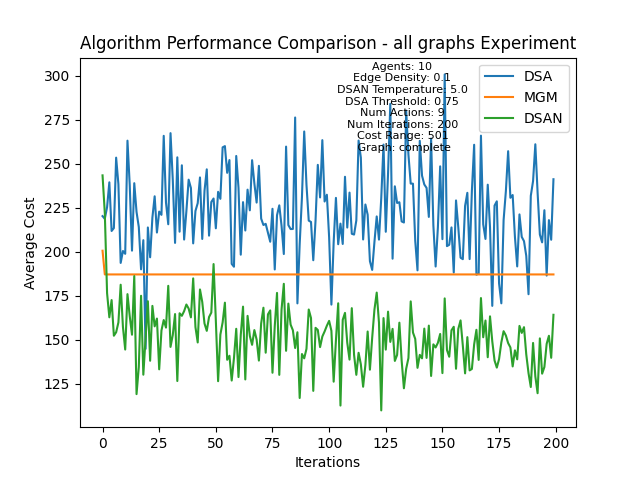 Algorithm Performance Comparison - all graphs Experiment
Agents: 10
Edge Density: 0.1
DSAN Temperature: 5.0
DSA Threshold: 0.75
Num Actions: 9
Num Iterations: 200
Cost Range: 501
Graph: complete
DSA
MGM
DSAN
Average Cost
300
275
250
225
200
175
150
125
0
25
50
75
100
125
150
175
200
Iterations